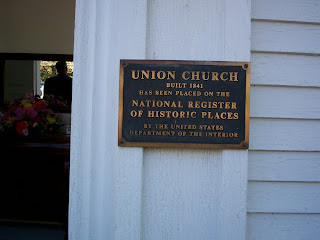 UNION CHURCH
BUILT 1841
HAS BEEN PLACED ON THE
NATIONAL REGISTER
OF HISTORIC PLACES
BY THE UNITED STATES
DEPARTMENT OF THE INTERIOR